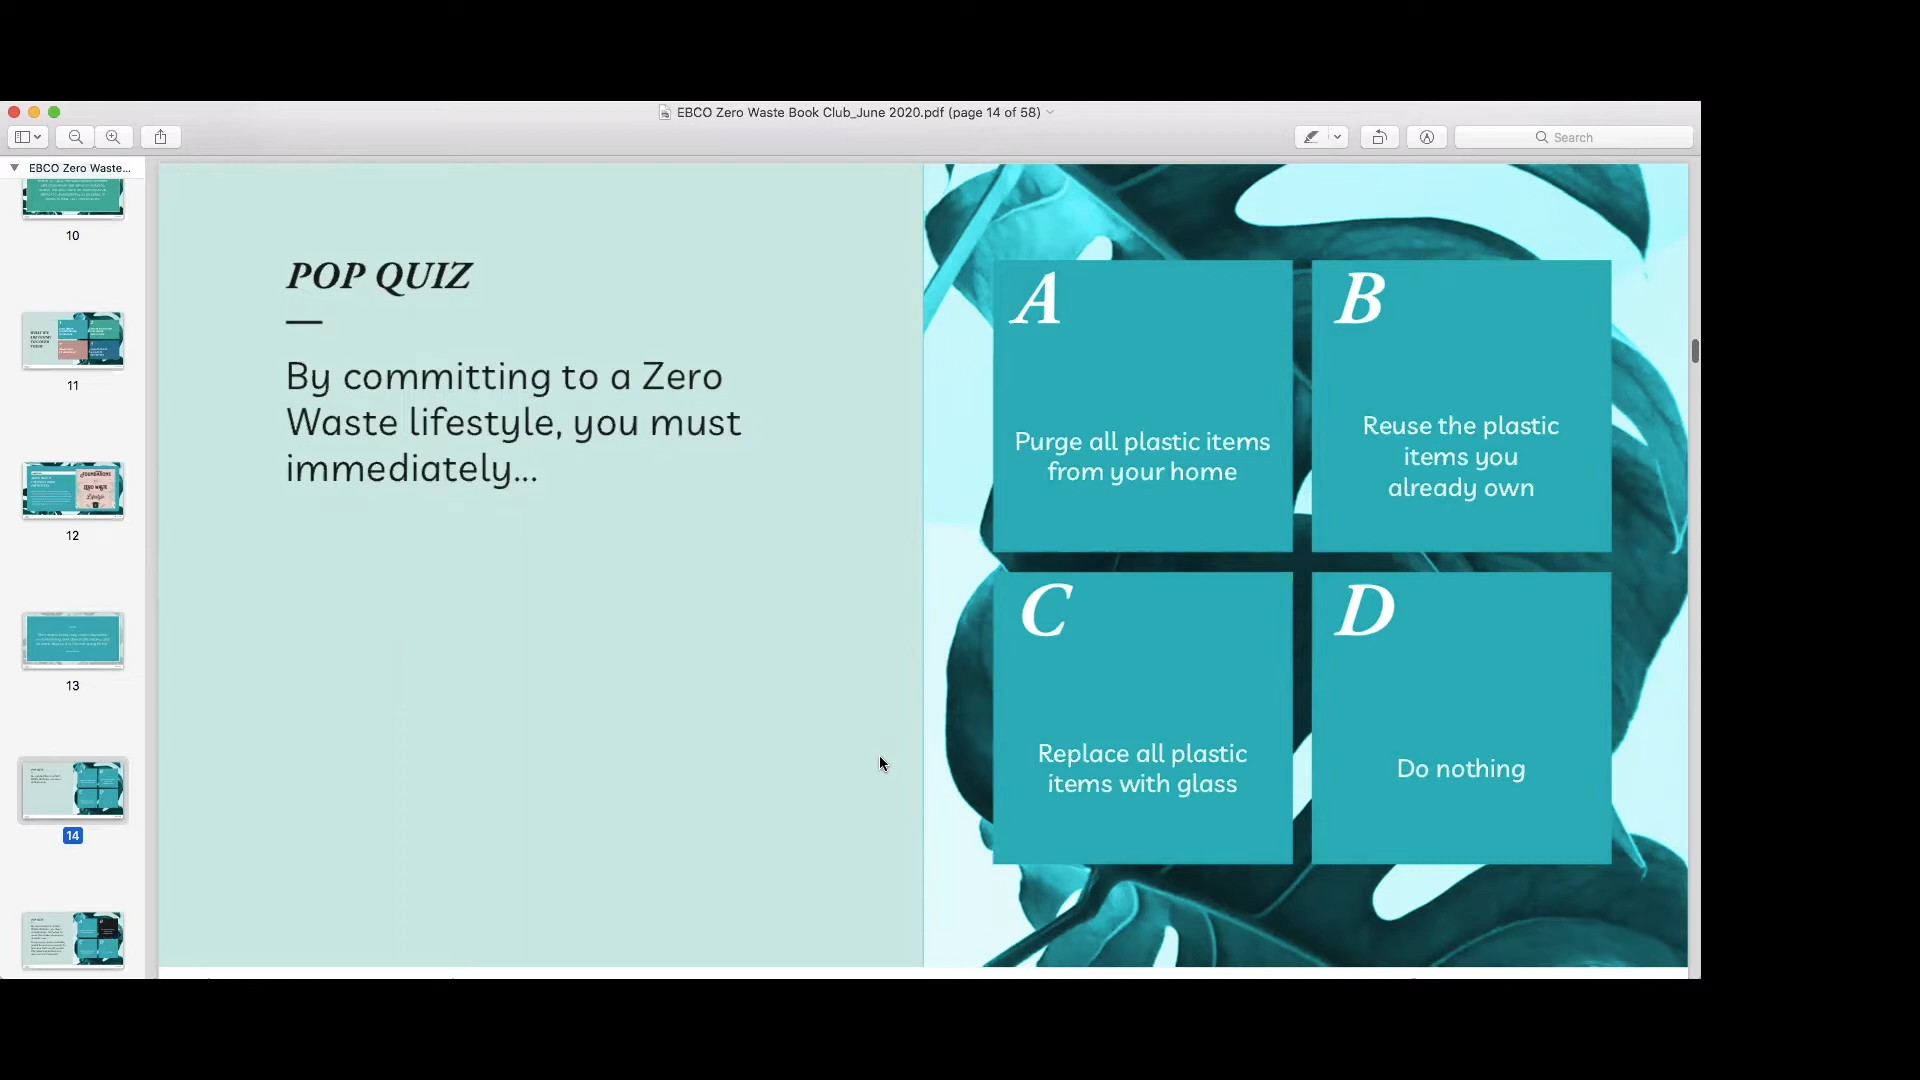 EBCO Zero Waste Book Club_June 2020.pdf (page 14 of 58)
Search
EBCO Zero Waste...
10
11
12
13
14
POP QUIZ
By committing to a Zero
Waste lifestyle, you must
immediately...
A
Purge all plastic items
from your home
B
Reuse the plastic
items you
already own
C
Replace all plastic
items with glass
D
Do nothing